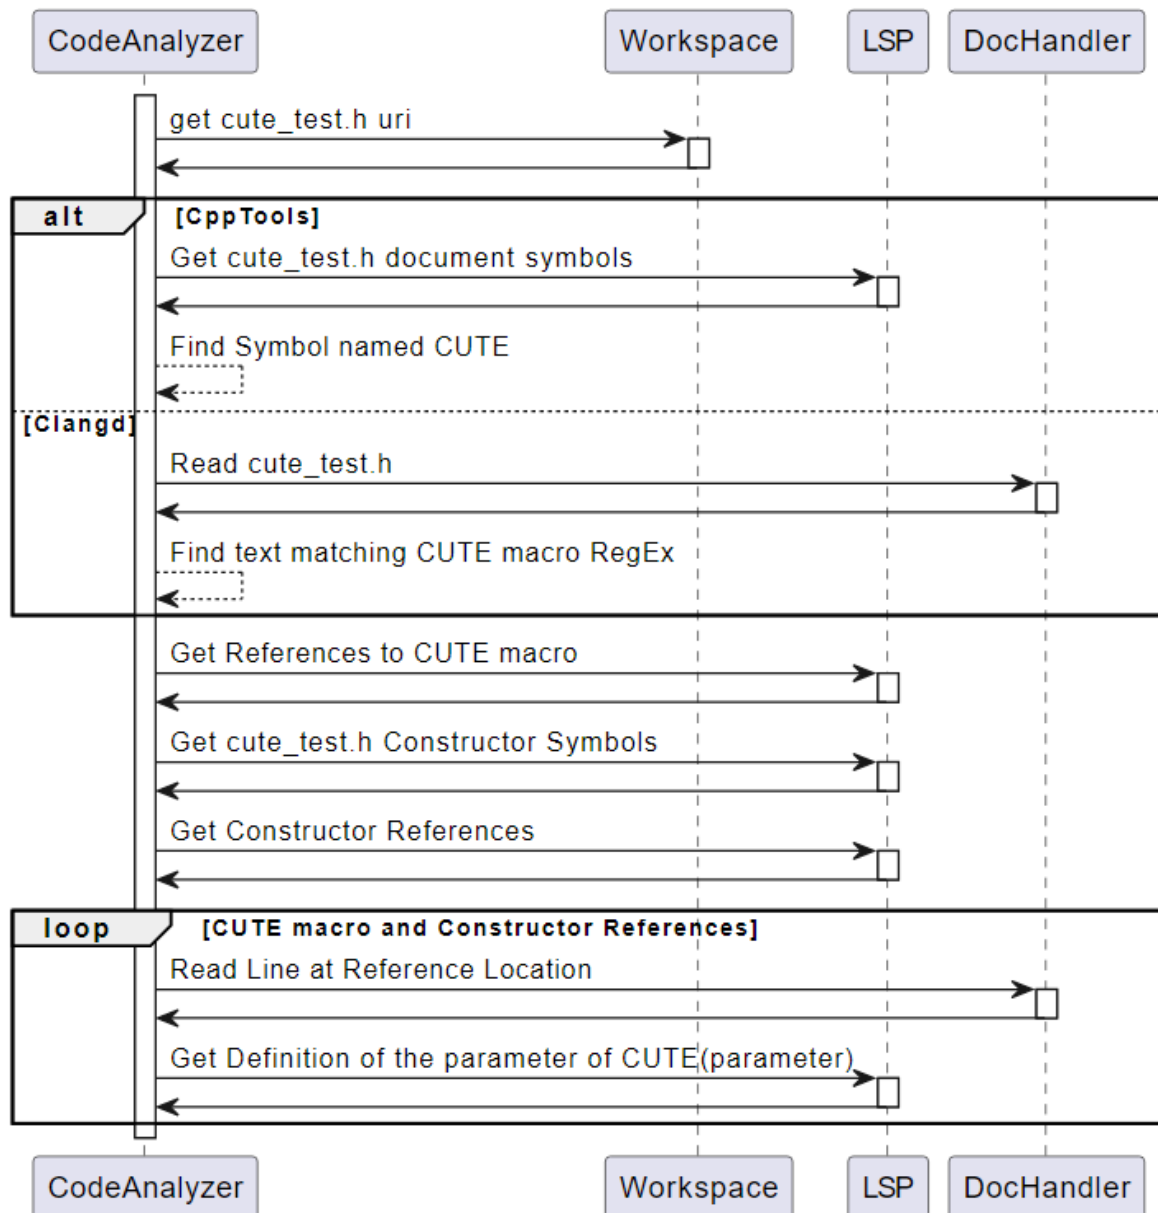 CodeAnalyzer Workspace LSP DocHandler
get cute_test.h uri
alt [CppTools]
Get cute_test.h document symbols
Find Symbol named CUTE
[Clangd]
Read cute_test.h
Find text matching CUTE macro RegEx
Get References to CUTE macro
Get cute_test.h Constructor Symbols
Get Constructor References
loop [CUTE macro and Constructor References]
Read Line at Reference Location
Get Definition of the parameter of CUTE(parameter)
CodeAnalyzer Workspace LSP DocHandler